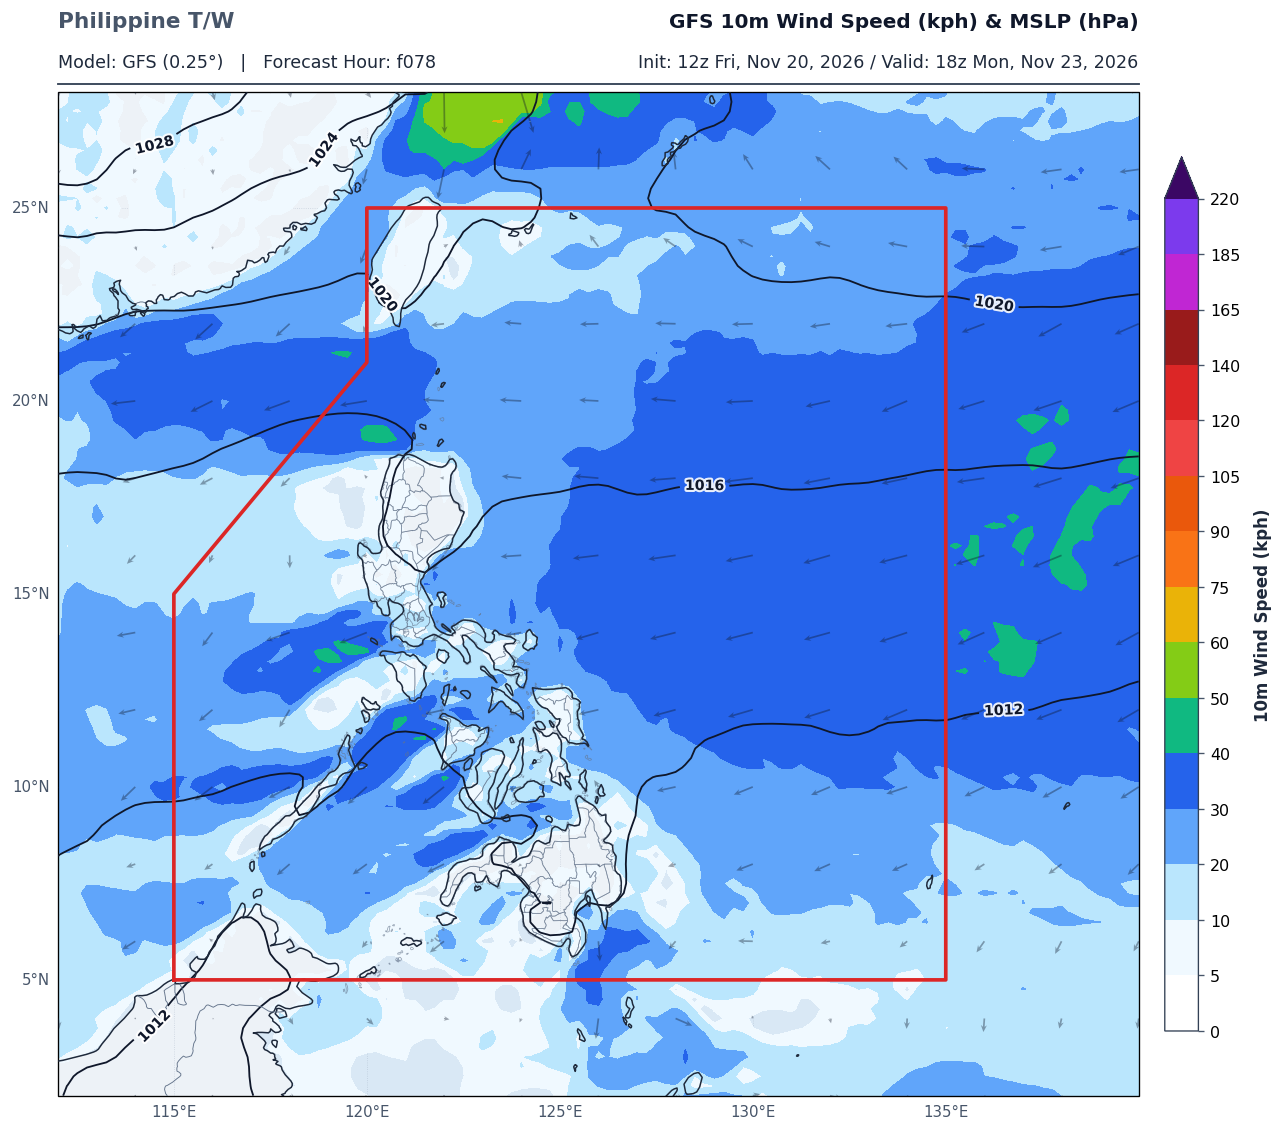 Philippine T/W
GFS 10m Wind Speed (kph) & MSLP (hPa)
Model: GFS (0.25°)   |   Forecast Hour: f078
Init: 12z Fri, Nov 20, 2026 / Valid: 18z Mon, Nov 23, 2026
1028
1024
1020
1020
1016
1012
1012
25°N
20°N
15°N
10°N
5°N
115°E
120°E
125°E
130°E
135°E
220
185
165
140
120
105
90
75
60
50
40
30
20
10
5
0
10m Wind Speed (kph)